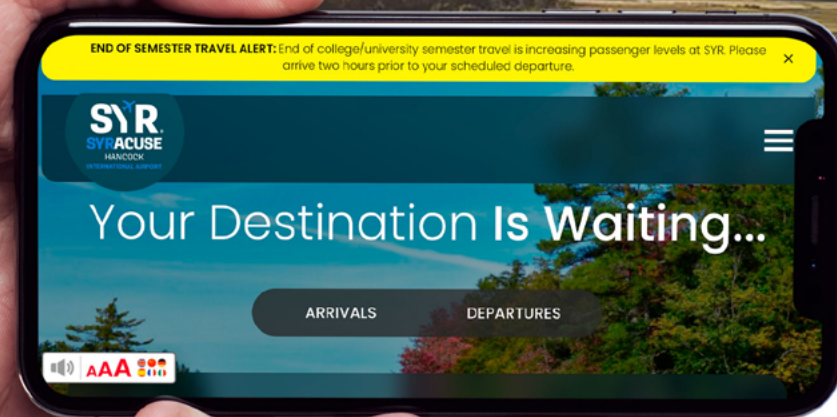 END OF SEMESTER TRAVEL ALERT: End of college/university semester travel is increasing passenger levels at SYR. Please
arrive two hours prior to your scheduled departure.
SYR
SYRACUSE
HANCOCK
INTERNATIONAL AIRPORT
Your Destination Is Waiting...
ARRIVALS DEPARTURES
AAA